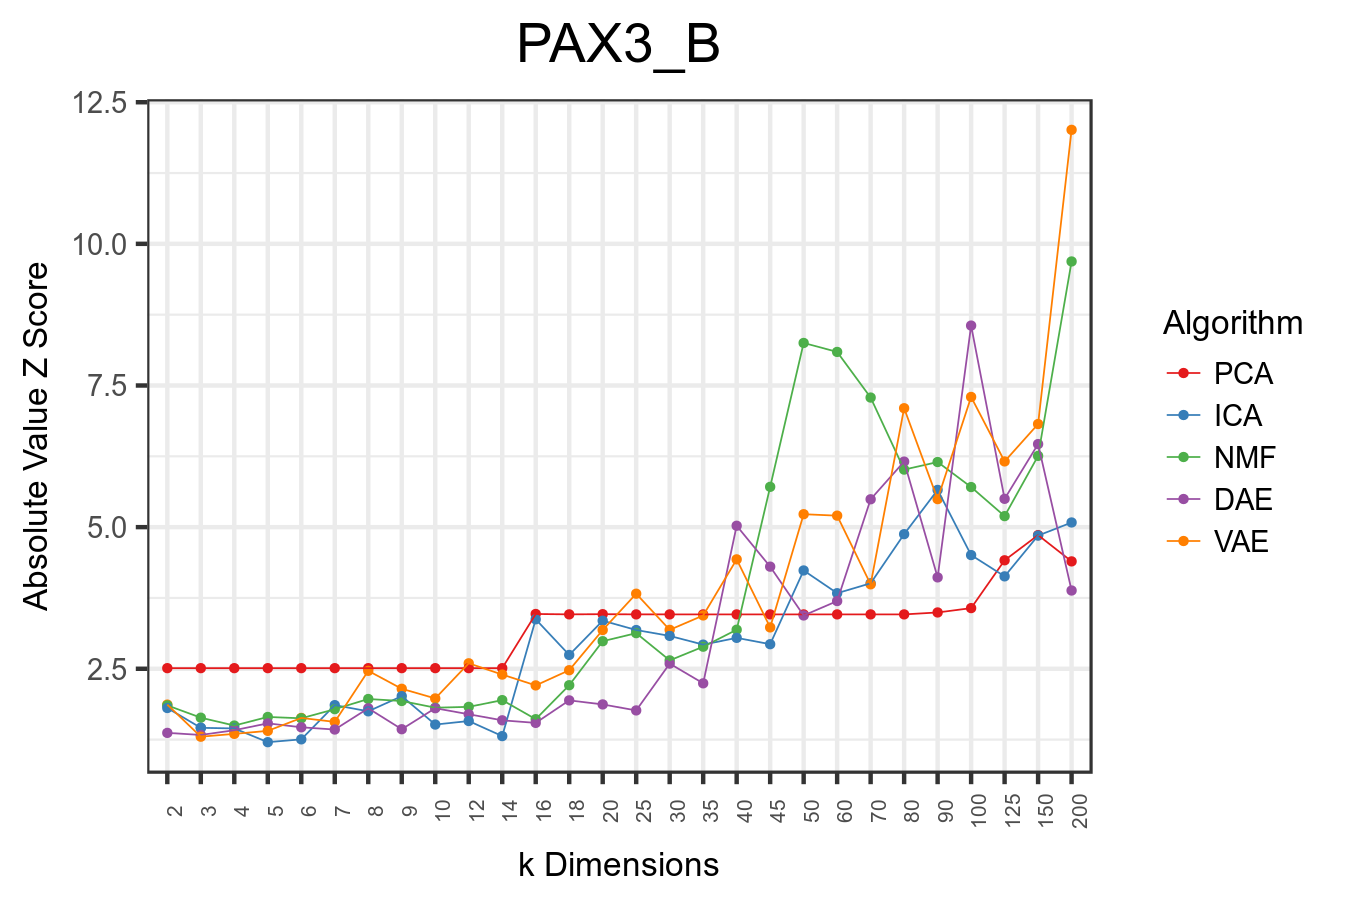 PAX3_B
Absolute Value Z Score
12.5
10.0
7.5
5.0
2.5
2 3 4 5 6 7 8 9 10 12 14 16 18 20 25 30 35 40 45 50 60 70 80 90 100 125 150 200
k Dimensions
Algorithm
PCA
ICA
NMF
DAE
VAE